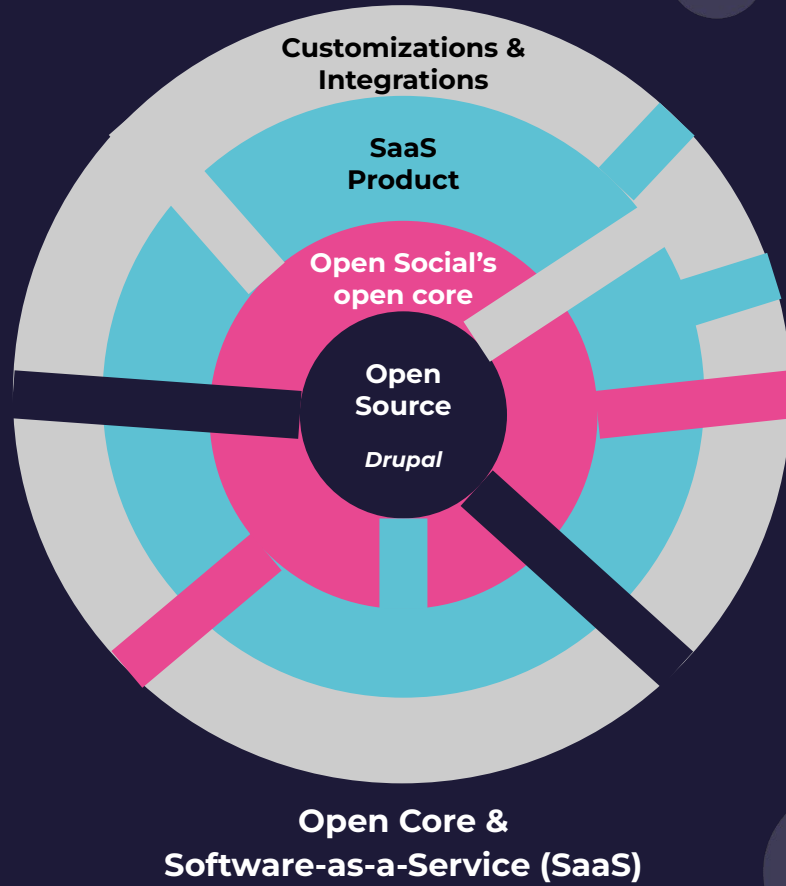 Customizations &
Integrations
SaaS
Product
Open Social’s
open core
Open
Source
Drupal
Open Core &
Software-as-a-Service (SaaS)